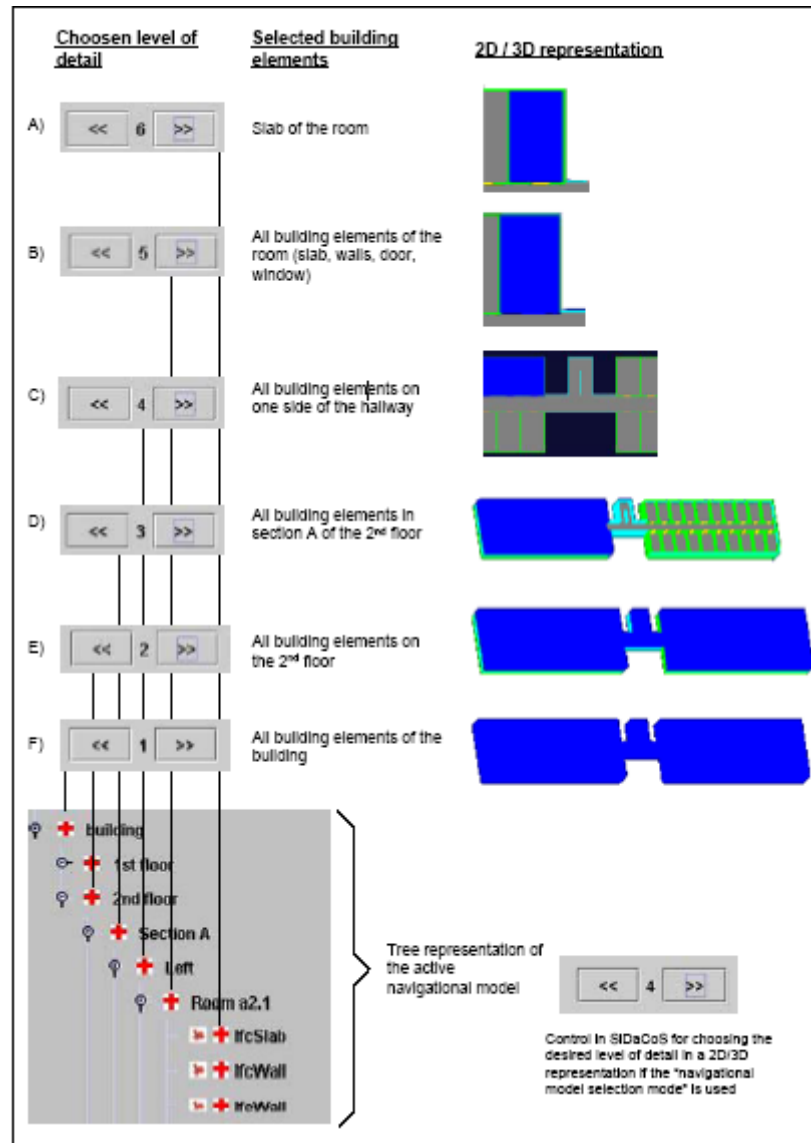 Choosen level of
detail
Selected building
elements
2D / 3D representation
A)
<< 6 >>
Slab of the room
B)
<< 5 >>
All building elements of the
room (slab, walls, door,
window)
C)
<< 4 >>
All building elements on
one side of the hallway
D)
<< 3 >>
All building elements in
section A of the 2nd floor
E)
<< 2 >>
All building elements on
the 2nd floor
F)
<< 1 >>
All building elements of the
building
building
1st floor
2nd floor
Section A
Left
Room a2.1
IfcSlab
IfcWall
IfcWall
Tree representation of
the active
navigational model
<< 4 >>
Control in SIDaCoS for choosing the
desired level of detail in a 2D/3D
representation if the "navigational
model selection mode" is used